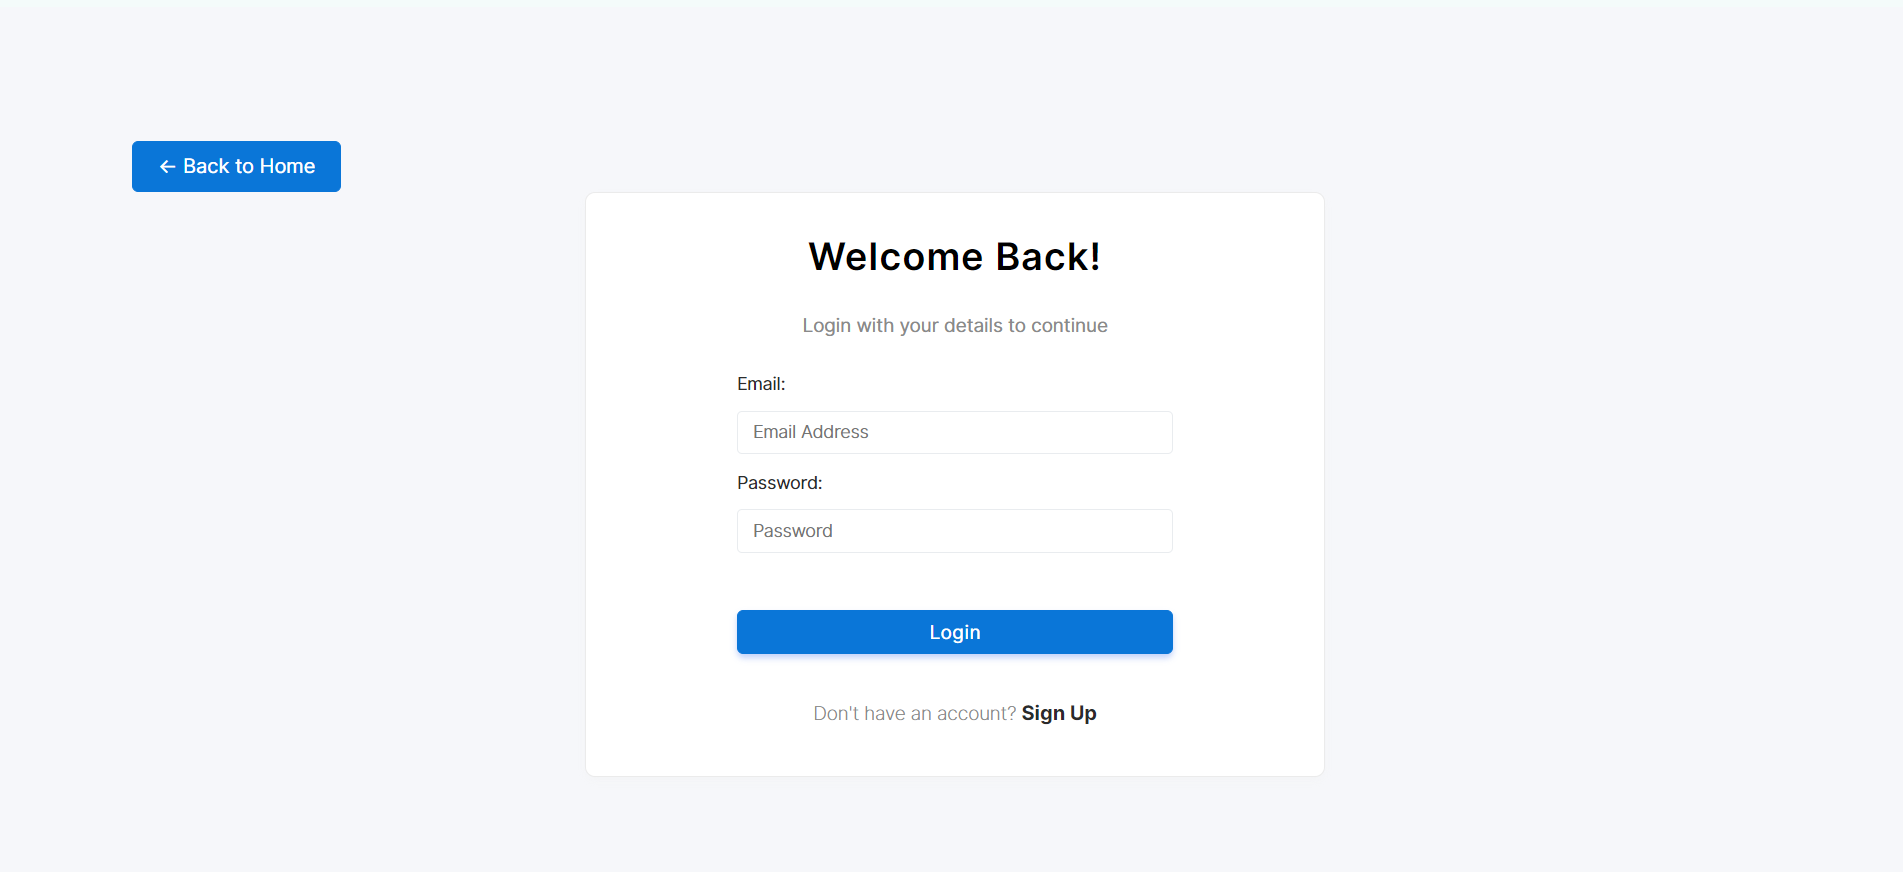 ← Back to Home
Welcome Back!
Login with your details to continue
Email:
Email Address
Password:
Password
Login
Don't have an account? Sign Up